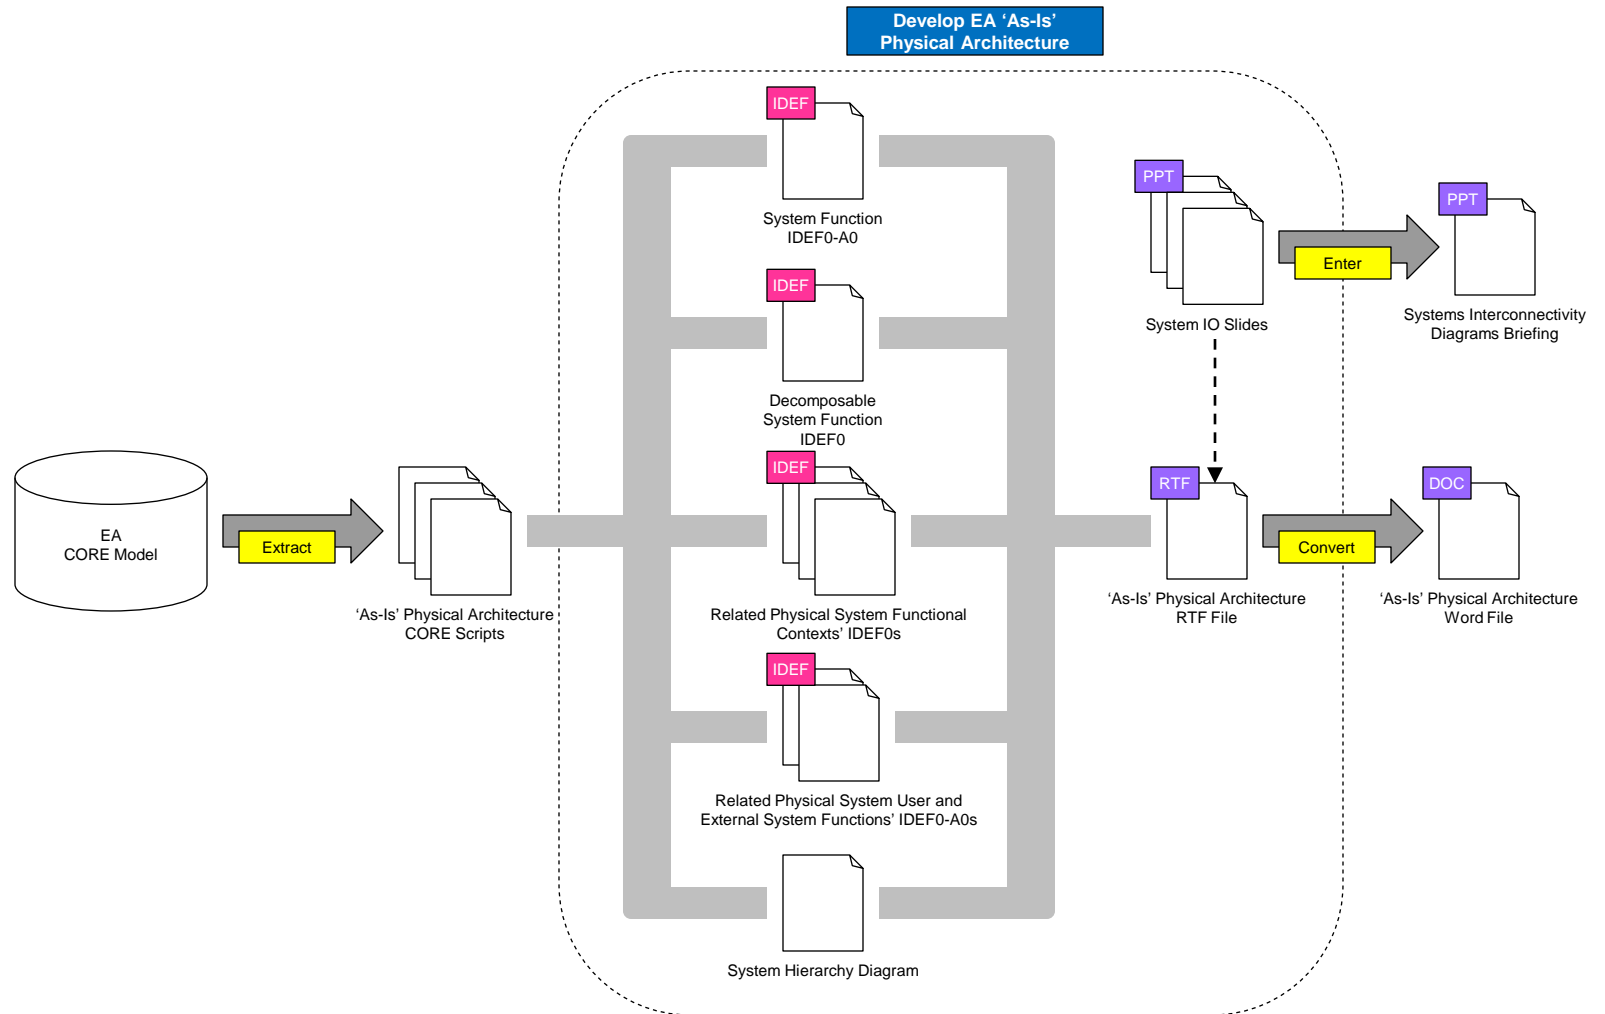 Develop EA ‘As-Is’
Physical Architecture
IDEF
System Function
IDEF0-A0
PPT
System IO Slides
Enter
PPT
Systems Interconnectivity
Diagrams Briefing
IDEF
Decomposable
System Function
IDEF0
EA
CORE Model
Extract
‘As-Is’ Physical Architecture
CORE Scripts
IDEF
Related Physical System Functional
Contexts’ IDEF0s
RTF
‘As-Is’ Physical Architecture
RTF File
Convert
DOC
‘As-Is’ Physical Architecture
Word File
IDEF
Related Physical System User and
External System Functions’ IDEF0-A0s
System Hierarchy Diagram